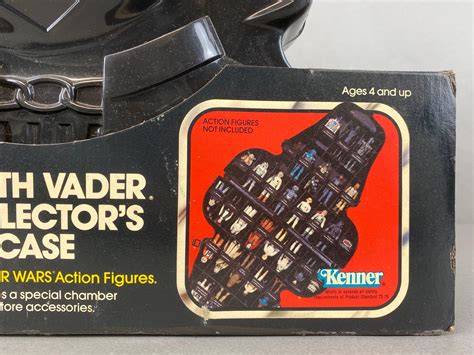 Ages 4 and up
ACTION FIGURES
NOT INCLUDED
TH VADER®
LECTOR'S
CASE
R WARS Action Figures.
s a special chamber
tore accessories.
Kenner